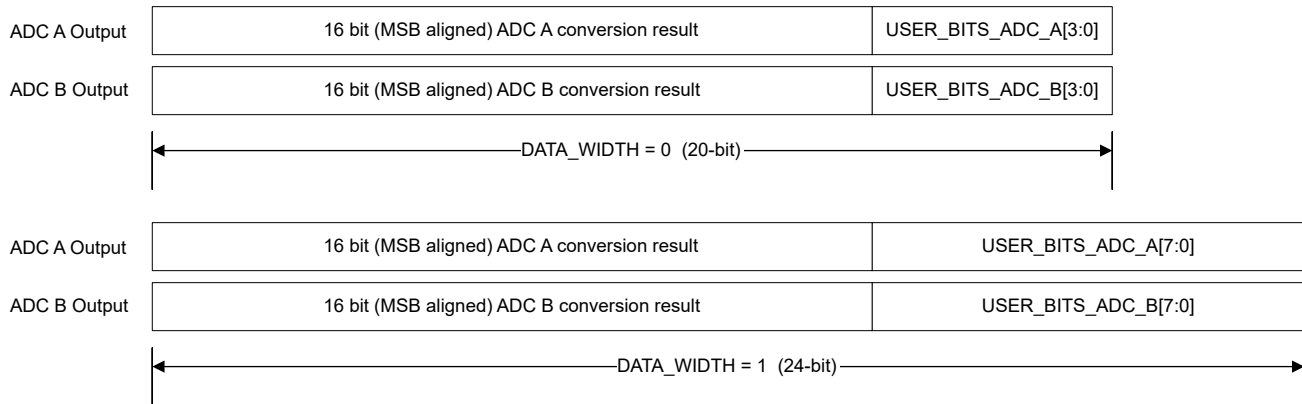 ADC A Output 16 bit (MSB aligned) ADC A conversion result USER_BITS_ADC_A[3:0]
ADC B Output 16 bit (MSB aligned) ADC B conversion result USER_BITS_ADC_B[3:0]
DATA_WIDTH = 0 (20-bit)
ADC A Output 16 bit (MSB aligned) ADC A conversion result USER_BITS_ADC_A[7:0]
ADC B Output 16 bit (MSB aligned) ADC B conversion result USER_BITS_ADC_B[7:0]
DATA_WIDTH = 1 (24-bit)